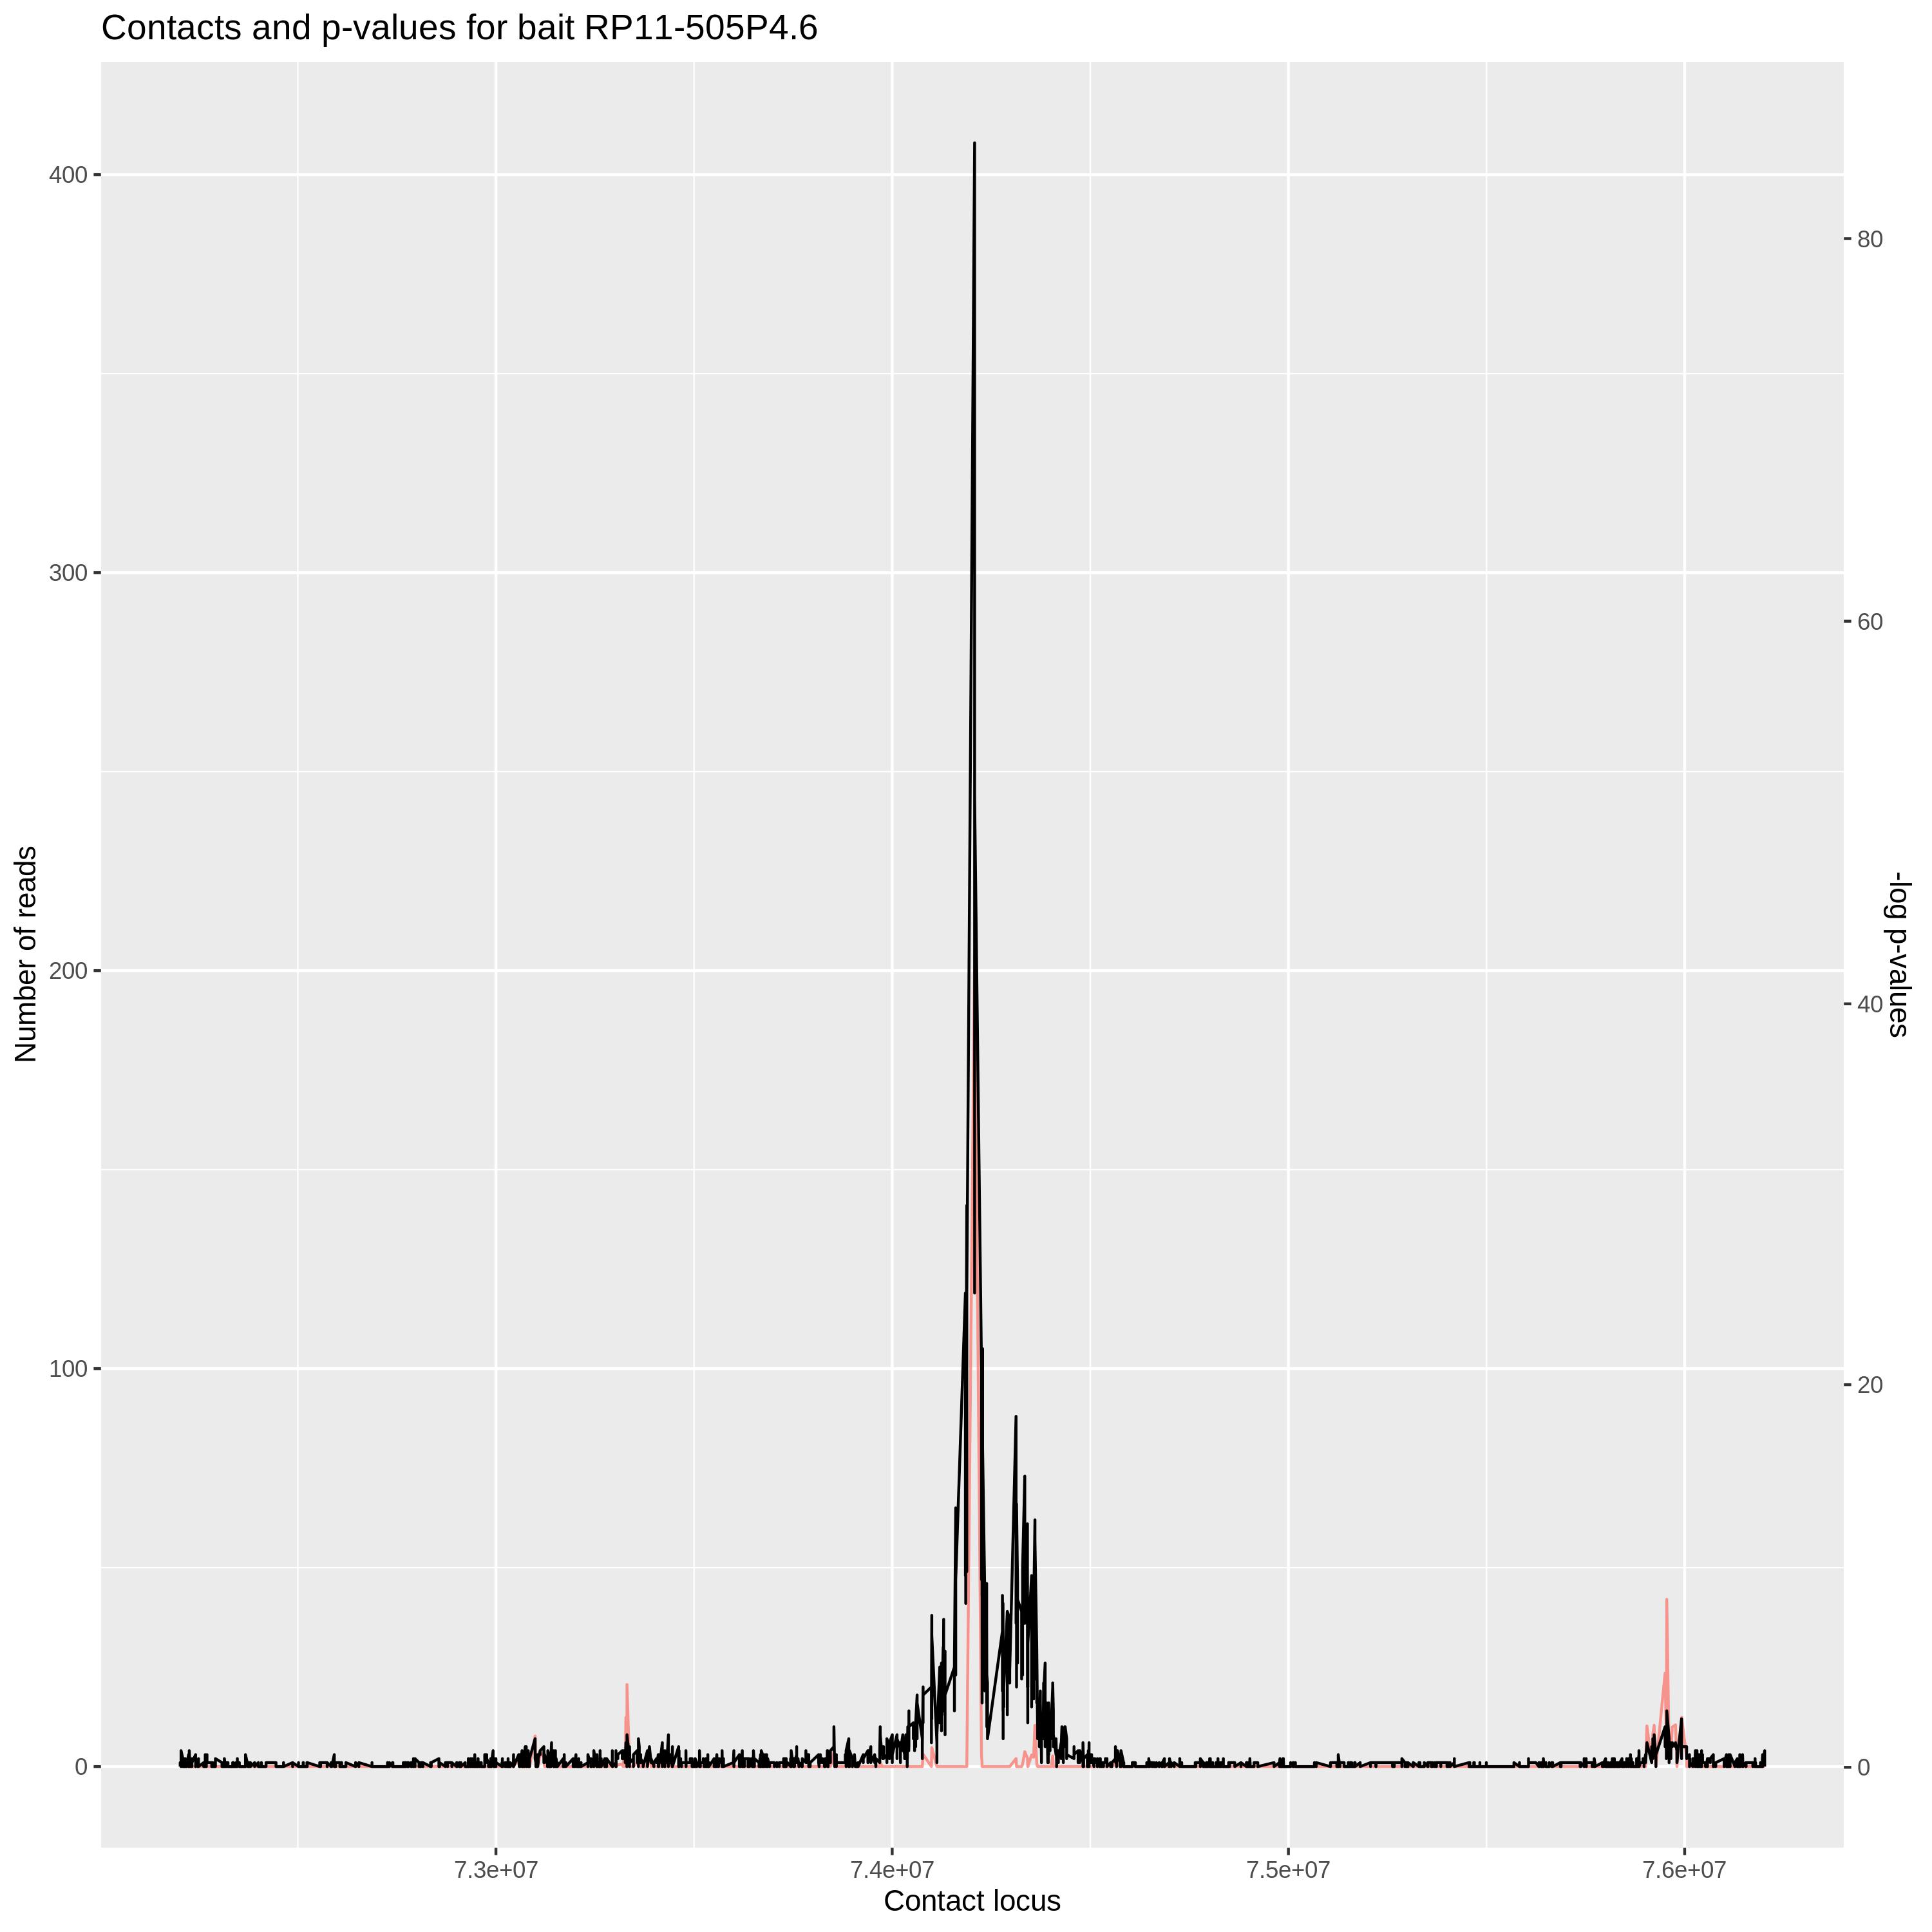 Contacts and p-values for bait RP11-505P4.6
400
300
200
100
0
Number of reads
80
60
40
20
0
-log p-values
7.3e+07
7.4e+07
7.5e+07
7.6e+07
Contact locus